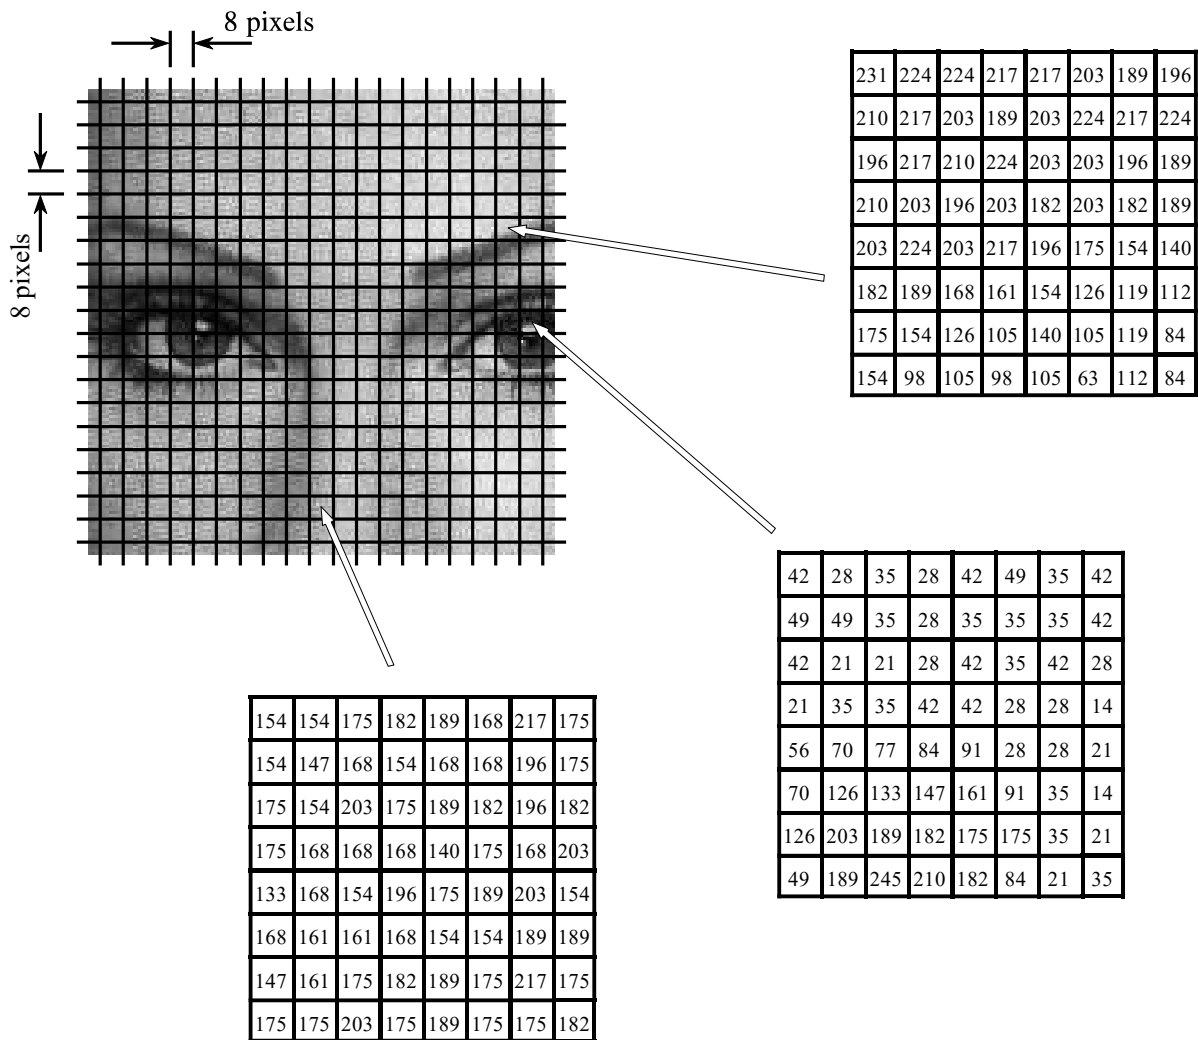 8 pixels
8 pixels
231 224 224 217 217 203 189 196
210 217 203 189 203 224 217 224
196 217 210 224 203 203 196 189
210 203 196 203 182 203 182 189
203 224 203 217 196 175 154 140
182 189 168 161 154 126 119 112
175 154 126 105 140 105 119 84
154 98 105 98 105 63 112 84
42 28 35 28 42 49 35 42
49 49 35 28 35 35 35 42
42 21 21 28 42 35 42 28
21 35 35 42 42 28 28 14
56 70 77 84 91 28 28 21
70 126 133 147 161 91 35 14
126 203 189 182 175 175 35 21
49 189 245 210 182 84 21 35
154 154 175 182 189 168 217 175
154 147 168 154 168 168 196 175
175 154 203 175 189 182 196 182
175 168 168 168 140 175 168 203
133 168 154 196 175 189 203 154
168 161 161 168 154 154 189 189
147 161 175 182 189 175 217 175
175 175 203 175 189 175 175 182